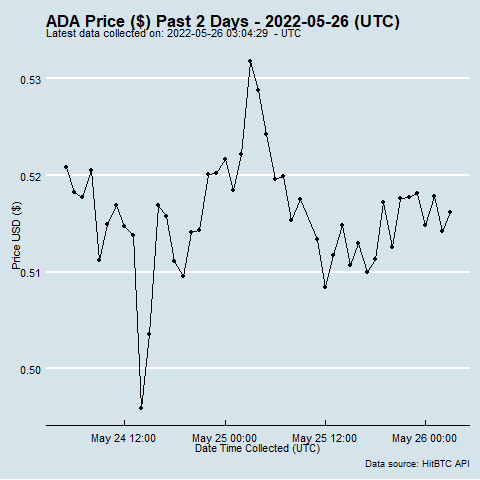 ADA Price ($) Past 2 Days - 2022-05-26 (UTC)
Latest data collected on: 2022-05-26 03:04:29 - UTC
0.53
0.52
0.51
0.50
Price USD ($)
May 24 12:00 May 25 00:00 May 25 12:00 May 26 00:00
Date Time Collected (UTC)
Data source: HitBTC API